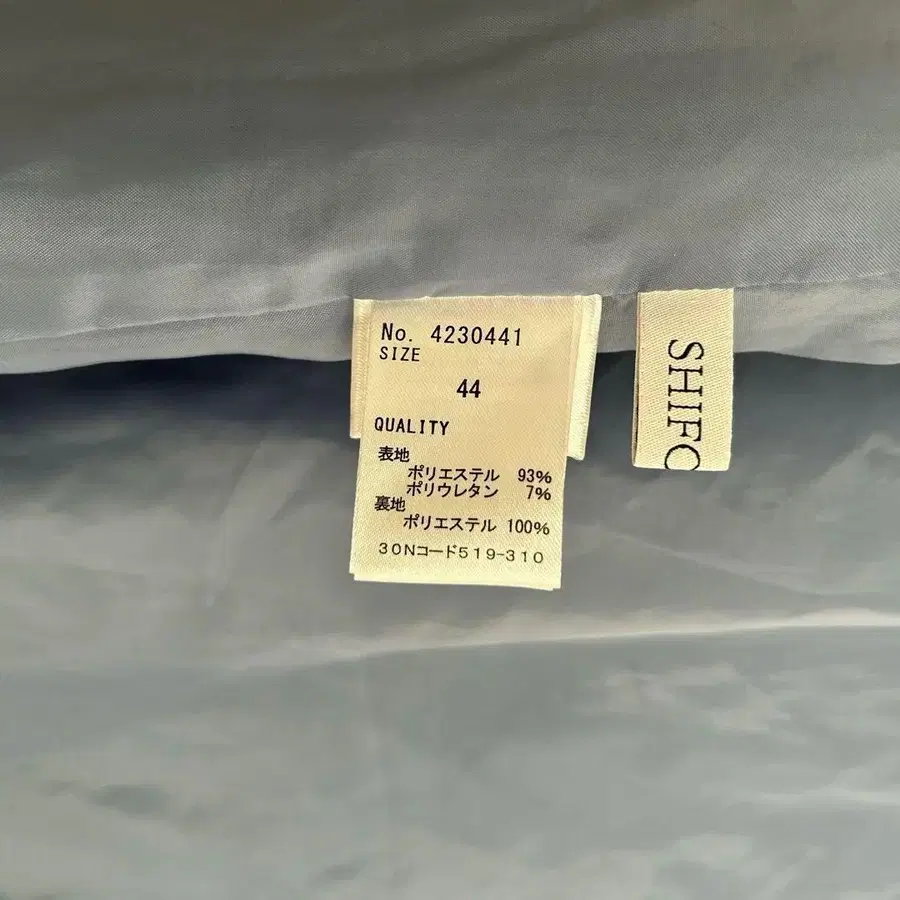 No. 4230441
SIZE
44
QUALITY
表地
ポリエステル 93%
ポリウレタン 7%
裏地
ポリエステル 100%
30Nコード519-310
SHIFO